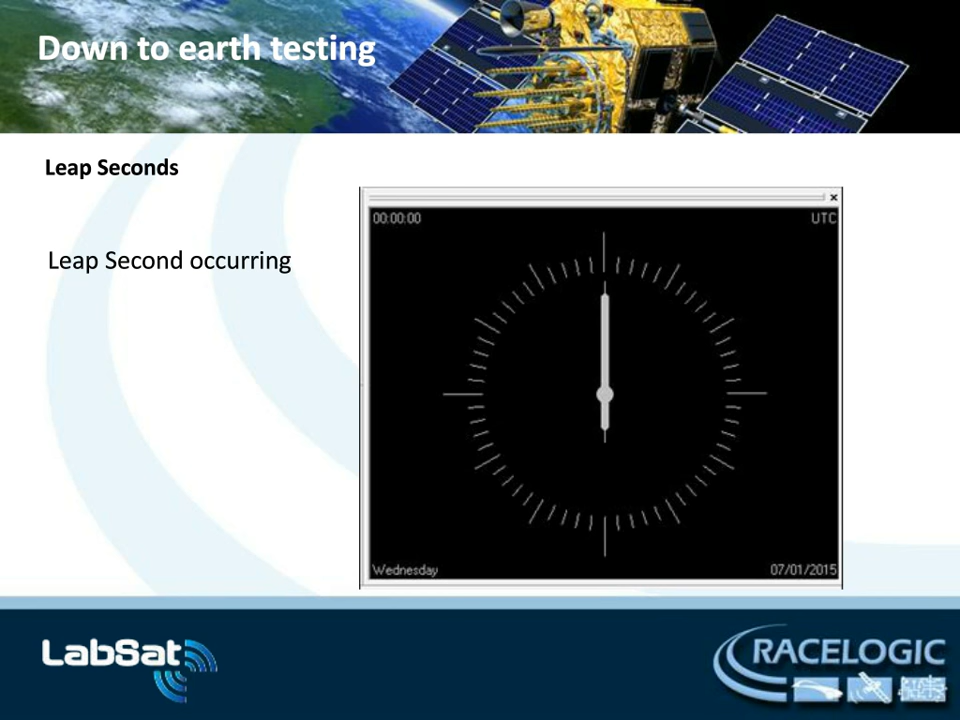 Down to earth testing
Leap Seconds
00:00:00 UTC
Leap Second occurring
Wednesday 07/01/2015
LabSat
RACELOGIC